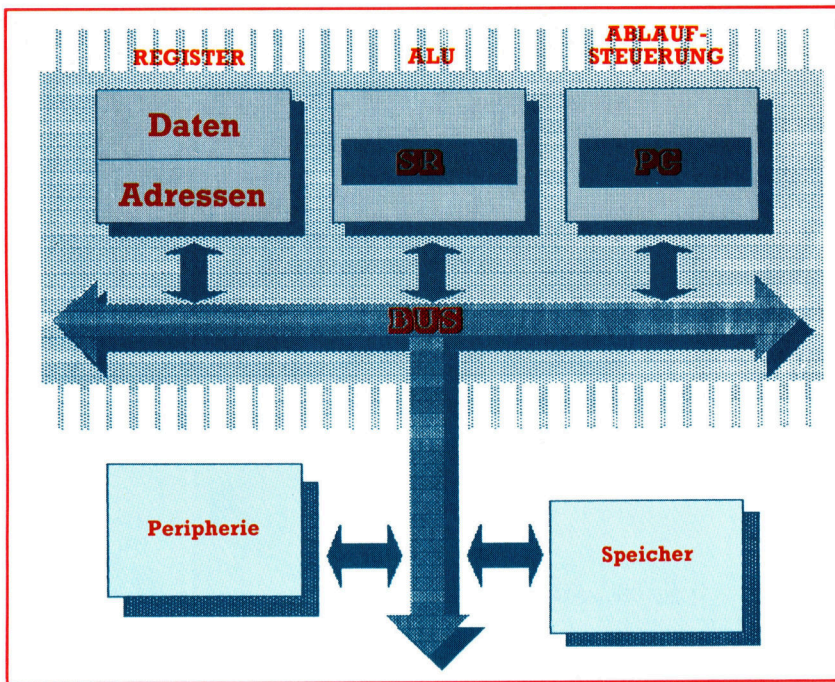 REGISTER
ALU
ABLAUF-
STEUERUNG
Daten
Adressen
SR
PC
BUS
Peripherie
Speicher